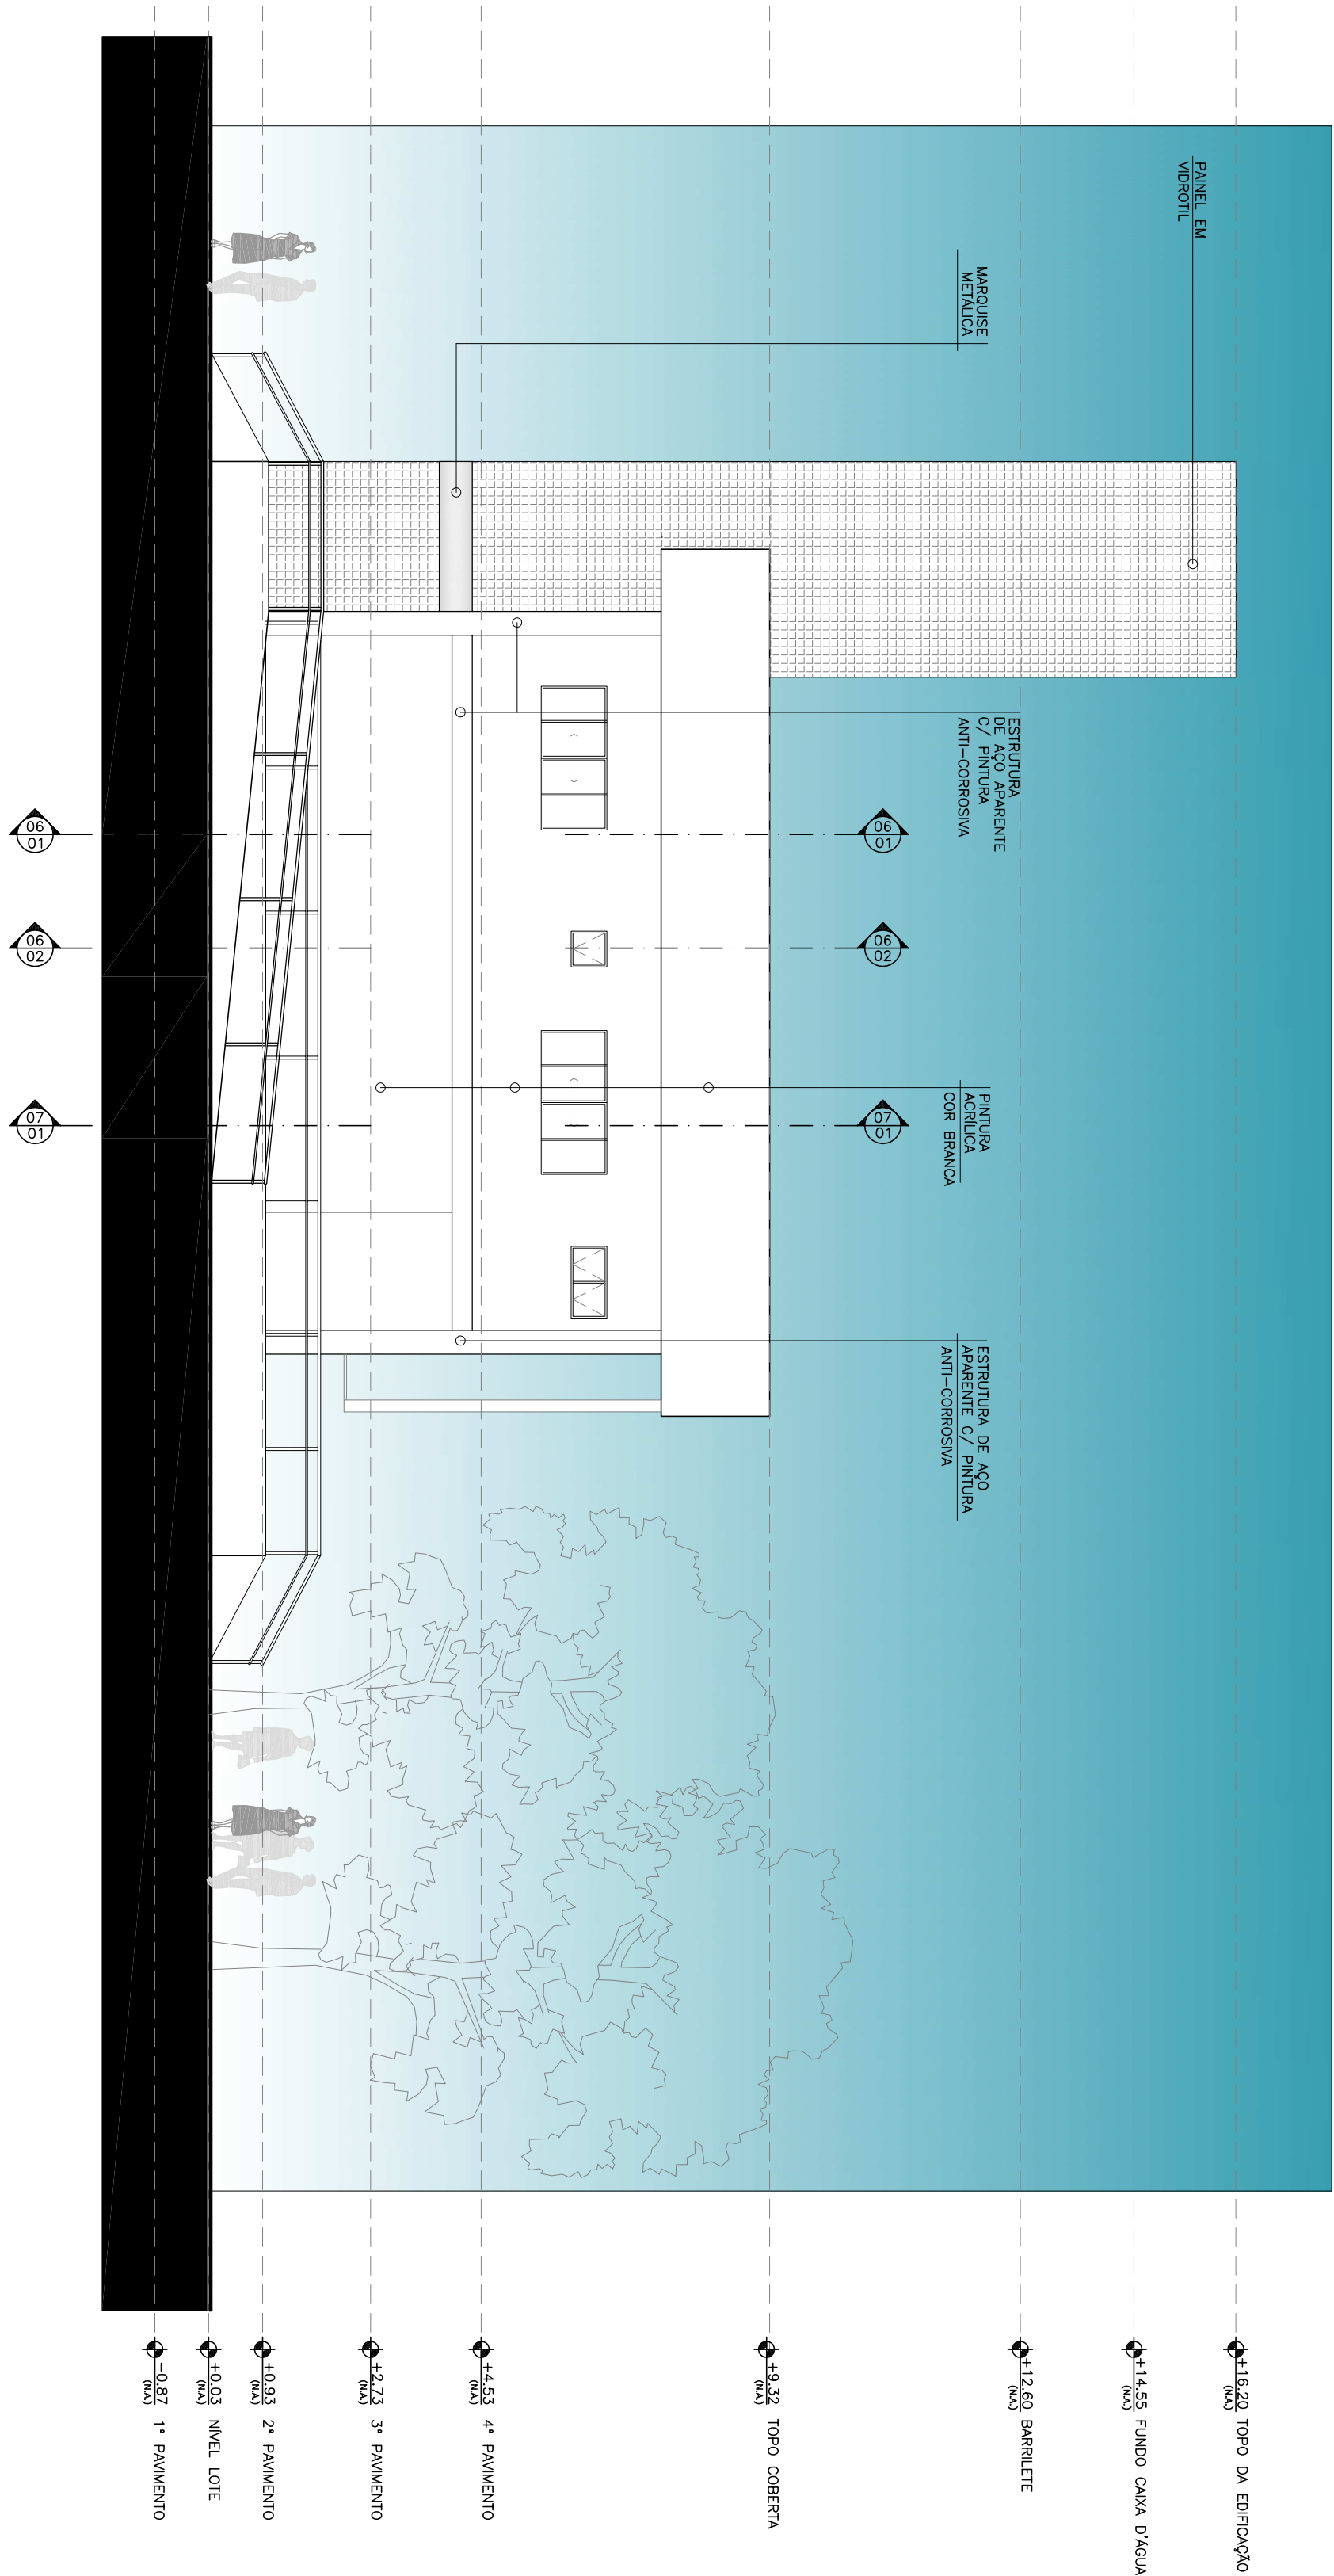 PAINEL EM
VIDROTIL
MARQUISE
METÁLICA
ESTRUTURA
DE AÇO APARENTE
C/ PINTURA
ANTI-CORROSIVA
PINTURA
ACRÍLICA
COR BRANCA
ESTRUTURA DE AÇO
APARENTE C/ PINTURA
ANTI-CORROSIVA
06
01
06
02
07
01
06
01
06
02
07
01
+16.20 TOPO DA EDIFICAÇÃO
(N.A.)
+14.55 FUNDO CAIXA D'ÁGUA
(N.A.)
+12.60 BARRILETE
(N.A.)
+9.32 TOPO COBERTA
(N.A.)
+4.53 4° PAVIMENTO
(N.A.)
+2.73 3° PAVIMENTO
(N.A.)
+0.93 2° PAVIMENTO
(N.A.)
+0.03 NÍVEL LOTE
(N.A.)
-0.87 1° PAVIMENTO
(N.A.)